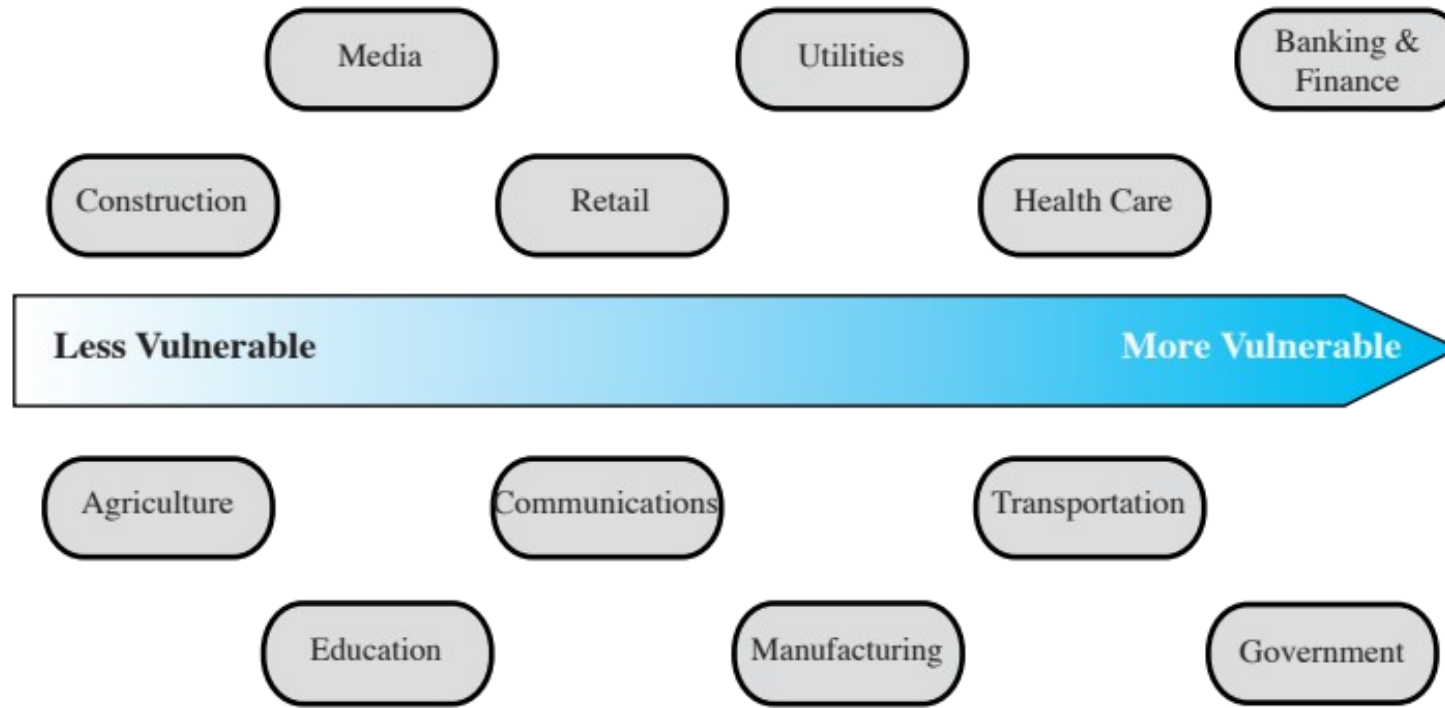 Media
Utilities
Banking &
Finance
Construction
Retail
Health Care
Less Vulnerable
More Vulnerable
Agriculture
Communications
Transportation
Education
Manufacturing
Government